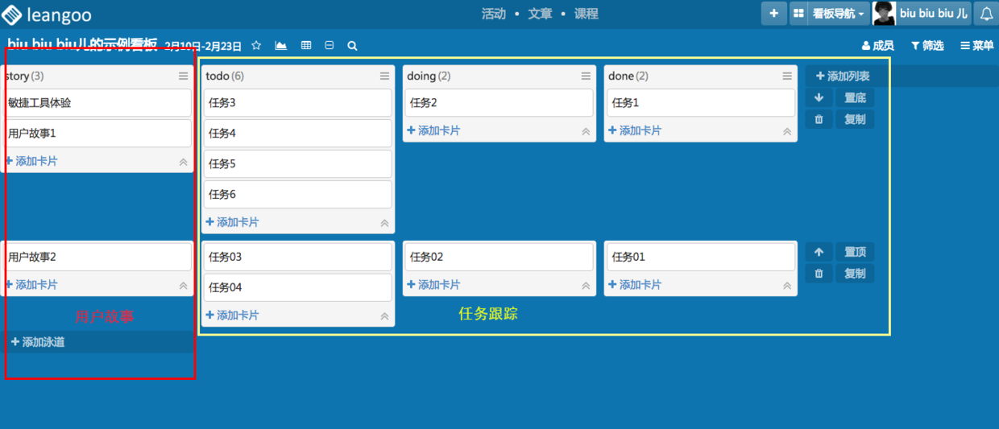 leangoo
活动 • 文章 • 课程
看板导航
biu biu biu 儿
biu biu biu儿的示例看板 2月10日-2月23日
成员
筛选
菜单
story (3)
敏捷工具体验
用户故事1
+ 添加卡片
todo (6)
任务3
任务4
任务5
任务6
+ 添加卡片
doing (2)
任务2
+ 添加卡片
done (2)
任务1
+ 添加卡片
+ 添加列表
置底
复制
用户故事2
+ 添加卡片
任务03
任务04
+ 添加卡片
任务02
+ 添加卡片
任务01
+ 添加卡片
置顶
复制
用户故事
任务跟踪
+ 添加泳道